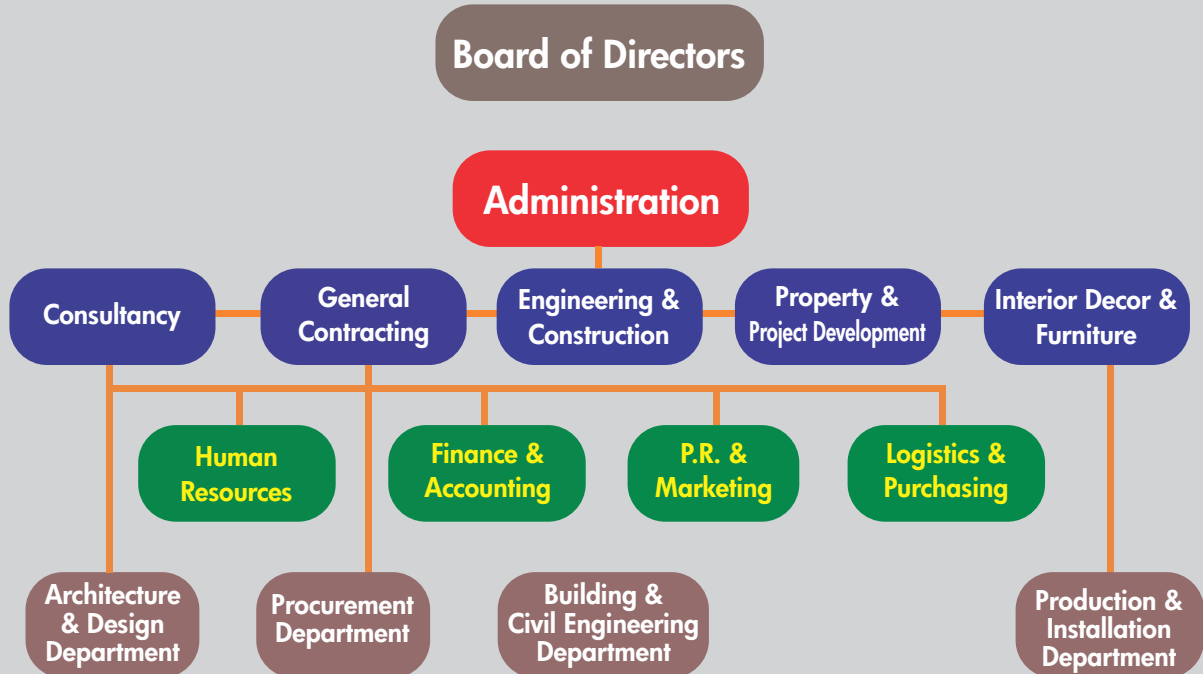 Board of Directors
Administration
Consultancy
General
Contracting
Engineering &
Construction
Property &
Project Development
Interior Decor &
Furniture
Human
Resources
Finance &
Accounting
P.R. &
Marketing
Logistics &
Purchasing
Architecture
& Design
Department
Procurement
Department
Building &
Civil Engineering
Department
Production &
Installation
Department